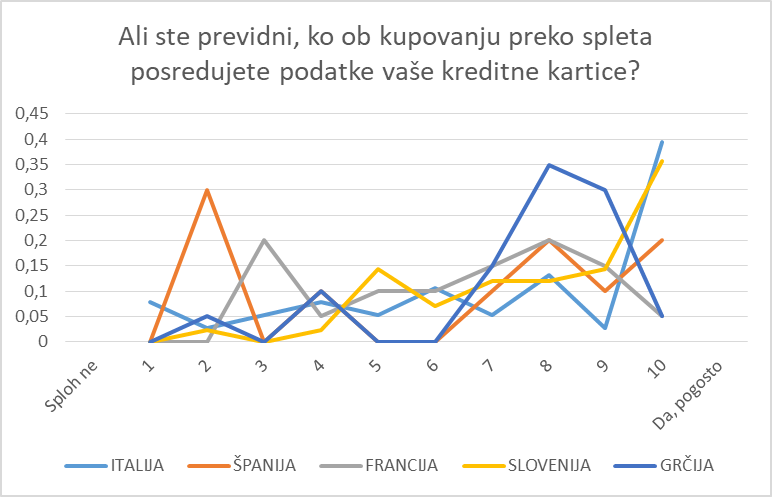 Ali ste previdni, ko ob kupovanju preko spleta
posredujete podatke vaše kreditne kartice?
0,45
0,4
0,35
0,3
0,25
0,2
0,15
0,1
0,05
0
Sploh ne 1 2 3 4 5 6 7 8 9 10 Da, pogosto
ITALIJA ŠPANIJA FRANCIJA SLOVENIJA GRČIJA